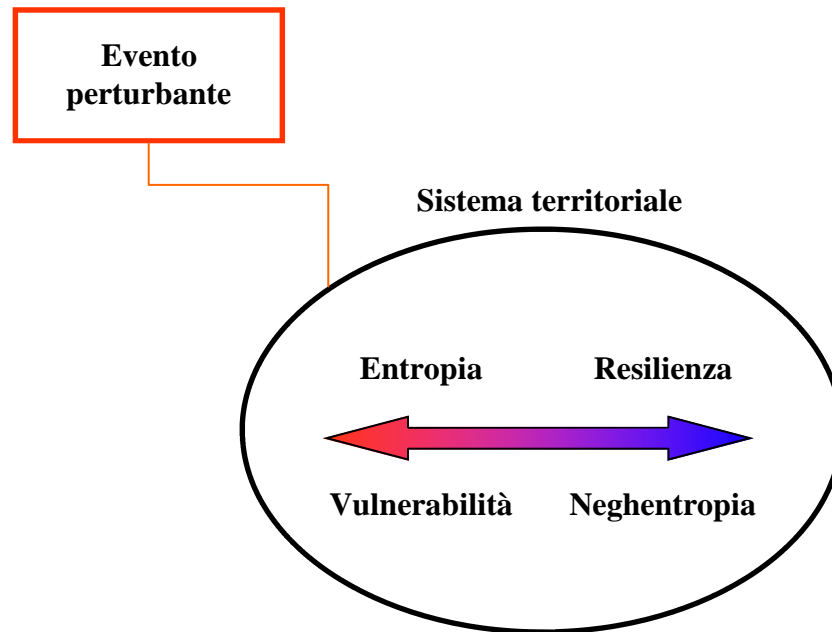 Evento
perturbante
Sistema territoriale
Entropia Resilienza
Vulnerabilità Neghentropia